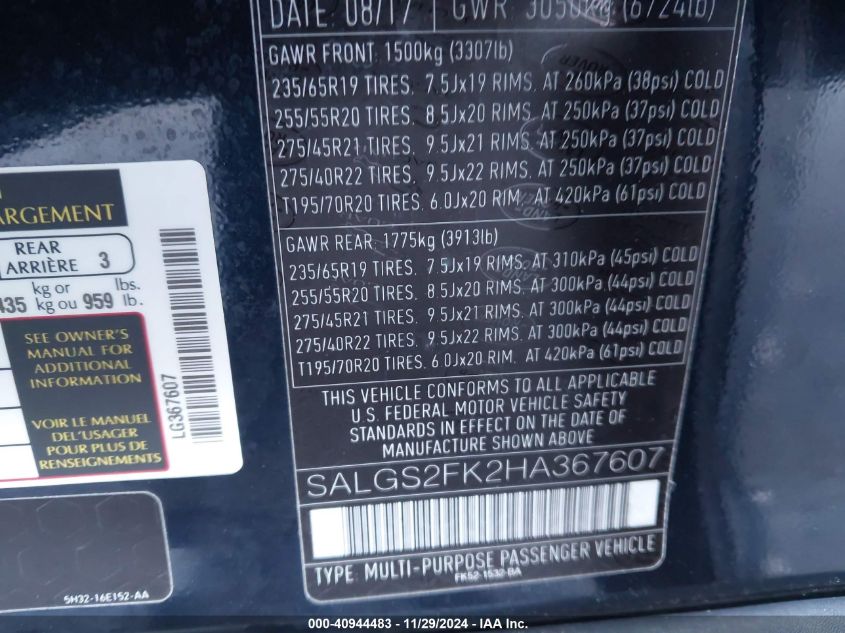 DATE: 08/17 GWR 3050kg (6724lb)
GAWR FRONT. 1500kg (3307lb)
235/65R19 TIRES. 7.5Jx19 RIMS. AT 260kPa (38psi) COLD
255/55R20 TIRES. 8.5Jx20 RIMS. AT 250kPa (37psi) COLD
275/45R21 TIRES. 9.5Jx21 RIMS. AT 250kPa (37psi) COLD
275/40R22 TIRES. 9.5Jx22 RIMS. AT 250kPa (37psi) COLD
T195/70R20 TIRES. 6.0Jx20 RIM. AT 420kPa (61psi) COLD
GAWR REAR. 1775kg (3913lb)
235/65R19 TIRES. 7.5Jx19 RIMS. AT 310kPa (45psi) COLD
255/55R20 TIRES. 8.5Jx20 RIMS. AT 300kPa (44psi) COLD
275/45R21 TIRES. 9.5Jx21 RIMS. AT 300kPa (44psi) COLD
275/40R22 TIRES. 9.5Jx22 RIMS. AT 300kPa (44psi) COLD
T195/70R20 TIRES. 6.0Jx20 RIM. AT 420kPa (61psi) COLD
THIS VEHICLE CONFORMS TO ALL APPLICABLE
U.S. FEDERAL MOTOR VEHICLE SAFETY
STANDARDS IN EFFECT ON THE DATE OF
MANUFACTURE SHOWN ABOVE
SALGS2FK2HA367607
TYPE: MULTI-PURPOSE PASSENGER VEHICLE
FK52-1532-BA
ARGEMENT
REAR
ARRIÈRE 3
435 kg or kg ou 959 lbs. lb.
SEE OWNER'S
MANUAL FOR
ADDITIONAL
INFORMATION
VOIR LE MANUEL
DEL'USAGER
POUR PLUS DE
RENSEIGNEMENTS
LG367607
5H32-16E152-AA
000-40944483 - 11/29/2024 - IAAI.COM